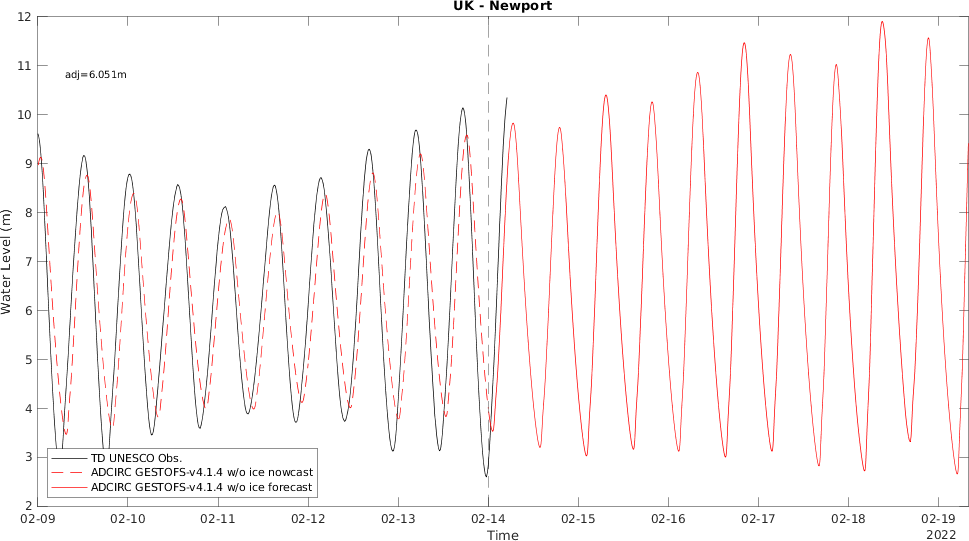 UK - Newport
12
11
10
9
8
7
6
5
4
3
2
Water Level (m)
adj=6.051m
TD UNESCO Obs.
ADCIRC GESTOFS-v4.1.4 w/o ice nowcast
ADCIRC GESTOFS-v4.1.4 w/o ice forecast
02-09 02-10 02-11 02-12 02-13 02-14 02-15 02-16 02-17 02-18 02-19
Time
2022